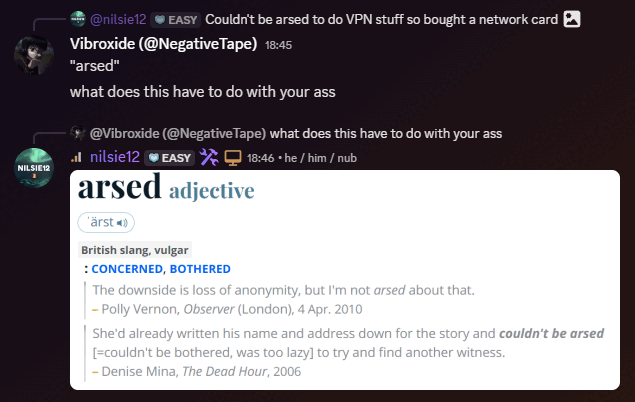 @nilsie12 EASY Couldn't be arsed to do VPN stuff so bought a network card
Vibroxide (@NegativeTape) 18:45
"arsed"
what does this have to do with your ass
@Vibroxide (@NegativeTape) what does this have to do with your ass
NILSIE12
nilsie12 EASY 18:46 • he / him / nub
arsed adjective
ˈärst
British slang, vulgar
: CONCERNED, BOTHERED
The downside is loss of anonymity, but I'm not arsed about that.
– Polly Vernon, Observer (London), 4 Apr. 2010
She'd already written his name and address down for the story and couldn't be arsed
[=couldn't be bothered, was too lazy] to try and find another witness.
– Denise Mina, The Dead Hour, 2006